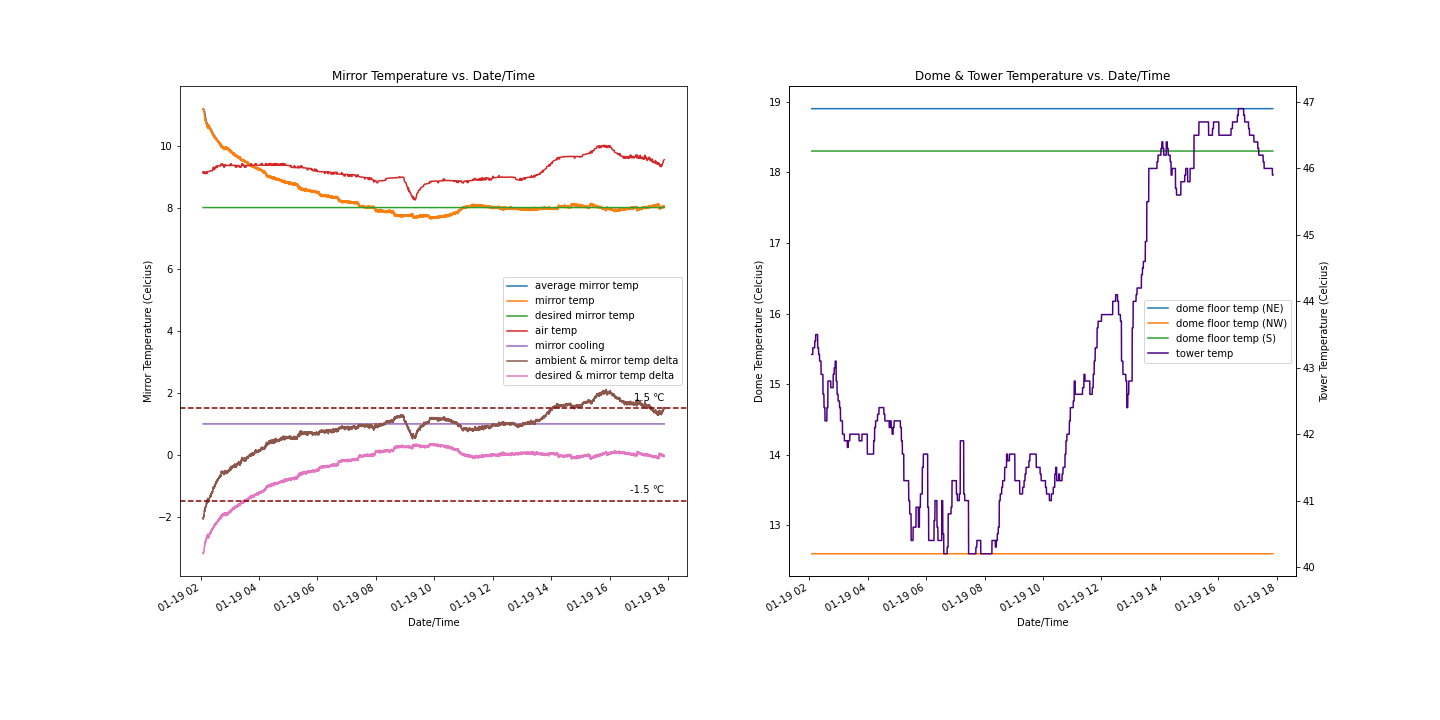 Mirror Temperature vs. Date/Time
Mirror Temperature (Celcius)
10
8
6
4
2
0
−2
average mirror temp
mirror temp
desired mirror temp
air temp
mirror cooling
ambient & mirror temp delta
desired & mirror temp delta
1.5 °C
-1.5 °C
01-19 02
01-19 04
01-19 06
01-19 08
01-19 10
01-19 12
01-19 14
01-19 16
01-19 18
Date/Time
Dome & Tower Temperature vs. Date/Time
Dome Temperature (Celcius)
19
18
17
16
15
14
13
dome floor temp (NE)
dome floor temp (NW)
dome floor temp (S)
tower temp
47
46
45
44
43
42
41
40
Tower Temperature (Celcius)
01-19 02
01-19 04
01-19 06
01-19 08
01-19 10
01-19 12
01-19 14
01-19 16
01-19 18
Date/Time